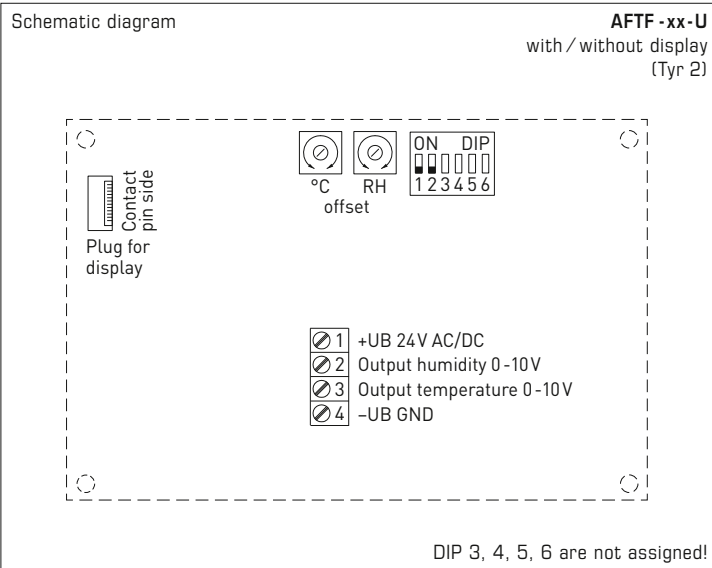 Schematic diagram
AFTF-xx-U
with / without display
(Tyr 2)
ON DIP
1 2 3 4 5 6
°C RH
offset
Contact
pin side
Plug for
display
1 +UB 24V AC/DC
2 Output humidity 0-10V
3 Output temperature 0-10V
4 –UB GND
DIP 3, 4, 5, 6 are not assigned!